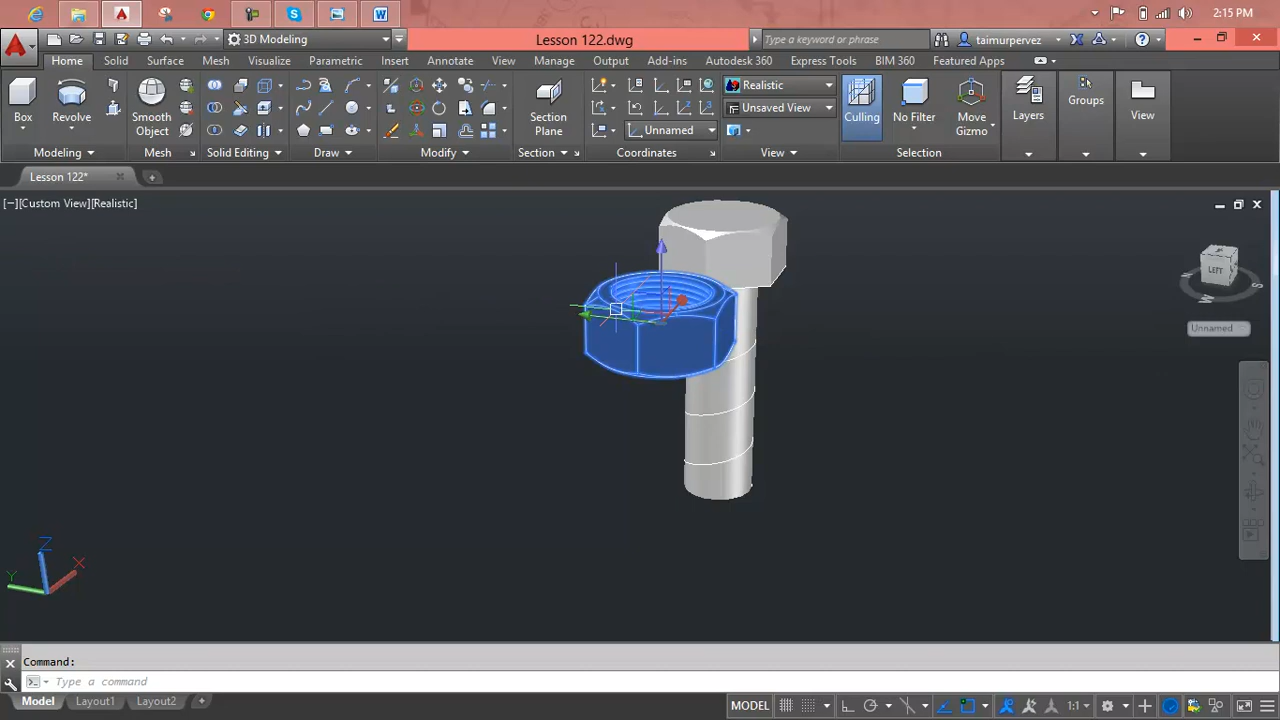 2:15 PM
3D Modeling
Lesson 122.dwg
Type a keyword or phrase
taimurpervez
Home
Solid
Surface
Mesh
Visualize
Parametric
Insert
Annotate
View
Manage
Output
Add-ins
Autodesk 360
Express Tools
BIM 360
Featured Apps
Box
Revolve
Smooth
Object
Section
Plane
Realistic
Unsaved View
Unnamed
Culling
No Filter
Move
Gizmo
Layers
Groups
View
Modeling
Mesh
Solid Editing
Draw
Modify
Section
Coordinates
View
Selection
Lesson 122*
[−][Custom View][Realistic]
LEFT
W
Unnamed
Z
X
Y
Command:
Type a command
Model
Layout1
Layout2
MODEL
1:1